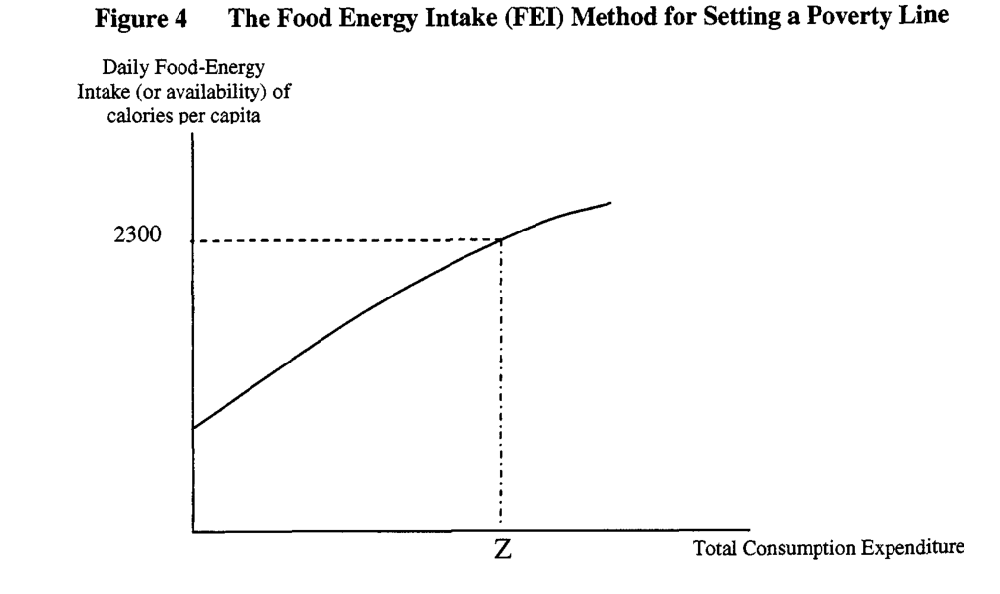 Figure 4 The Food Energy Intake (FEI) Method for Setting a Poverty Line
Daily Food-Energy
Intake (or availability) of
calories per capita
2300
Z
Total Consumption Expenditure